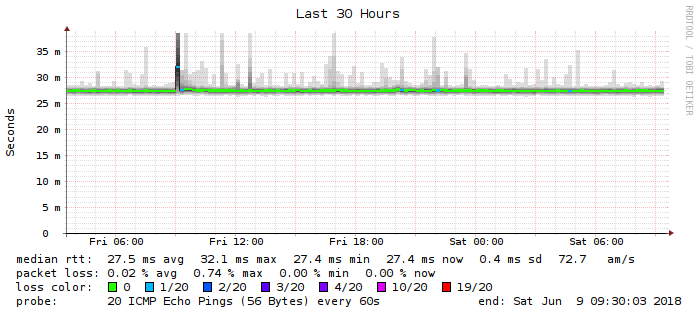 Last 30 Hours
RRDTOOL / TOBI OETIKER
Seconds
35 m
30 m
25 m
20 m
15 m
10 m
5 m
0
Fri 06:00 Fri 12:00 Fri 18:00 Sat 00:00 Sat 06:00
median rtt: 27.5 ms avg 32.1 ms max 27.4 ms min 27.4 ms now 0.4 ms sd 72.7 am/s
packet loss: 0.02 % avg 0.74 % max 0.00 % min 0.00 % now
loss color: 0 1/20 2/20 3/20 4/20 10/20 19/20
probe: 20 ICMP Echo Pings (56 Bytes) every 60s end: Sat Jun 9 09:30:03 2018